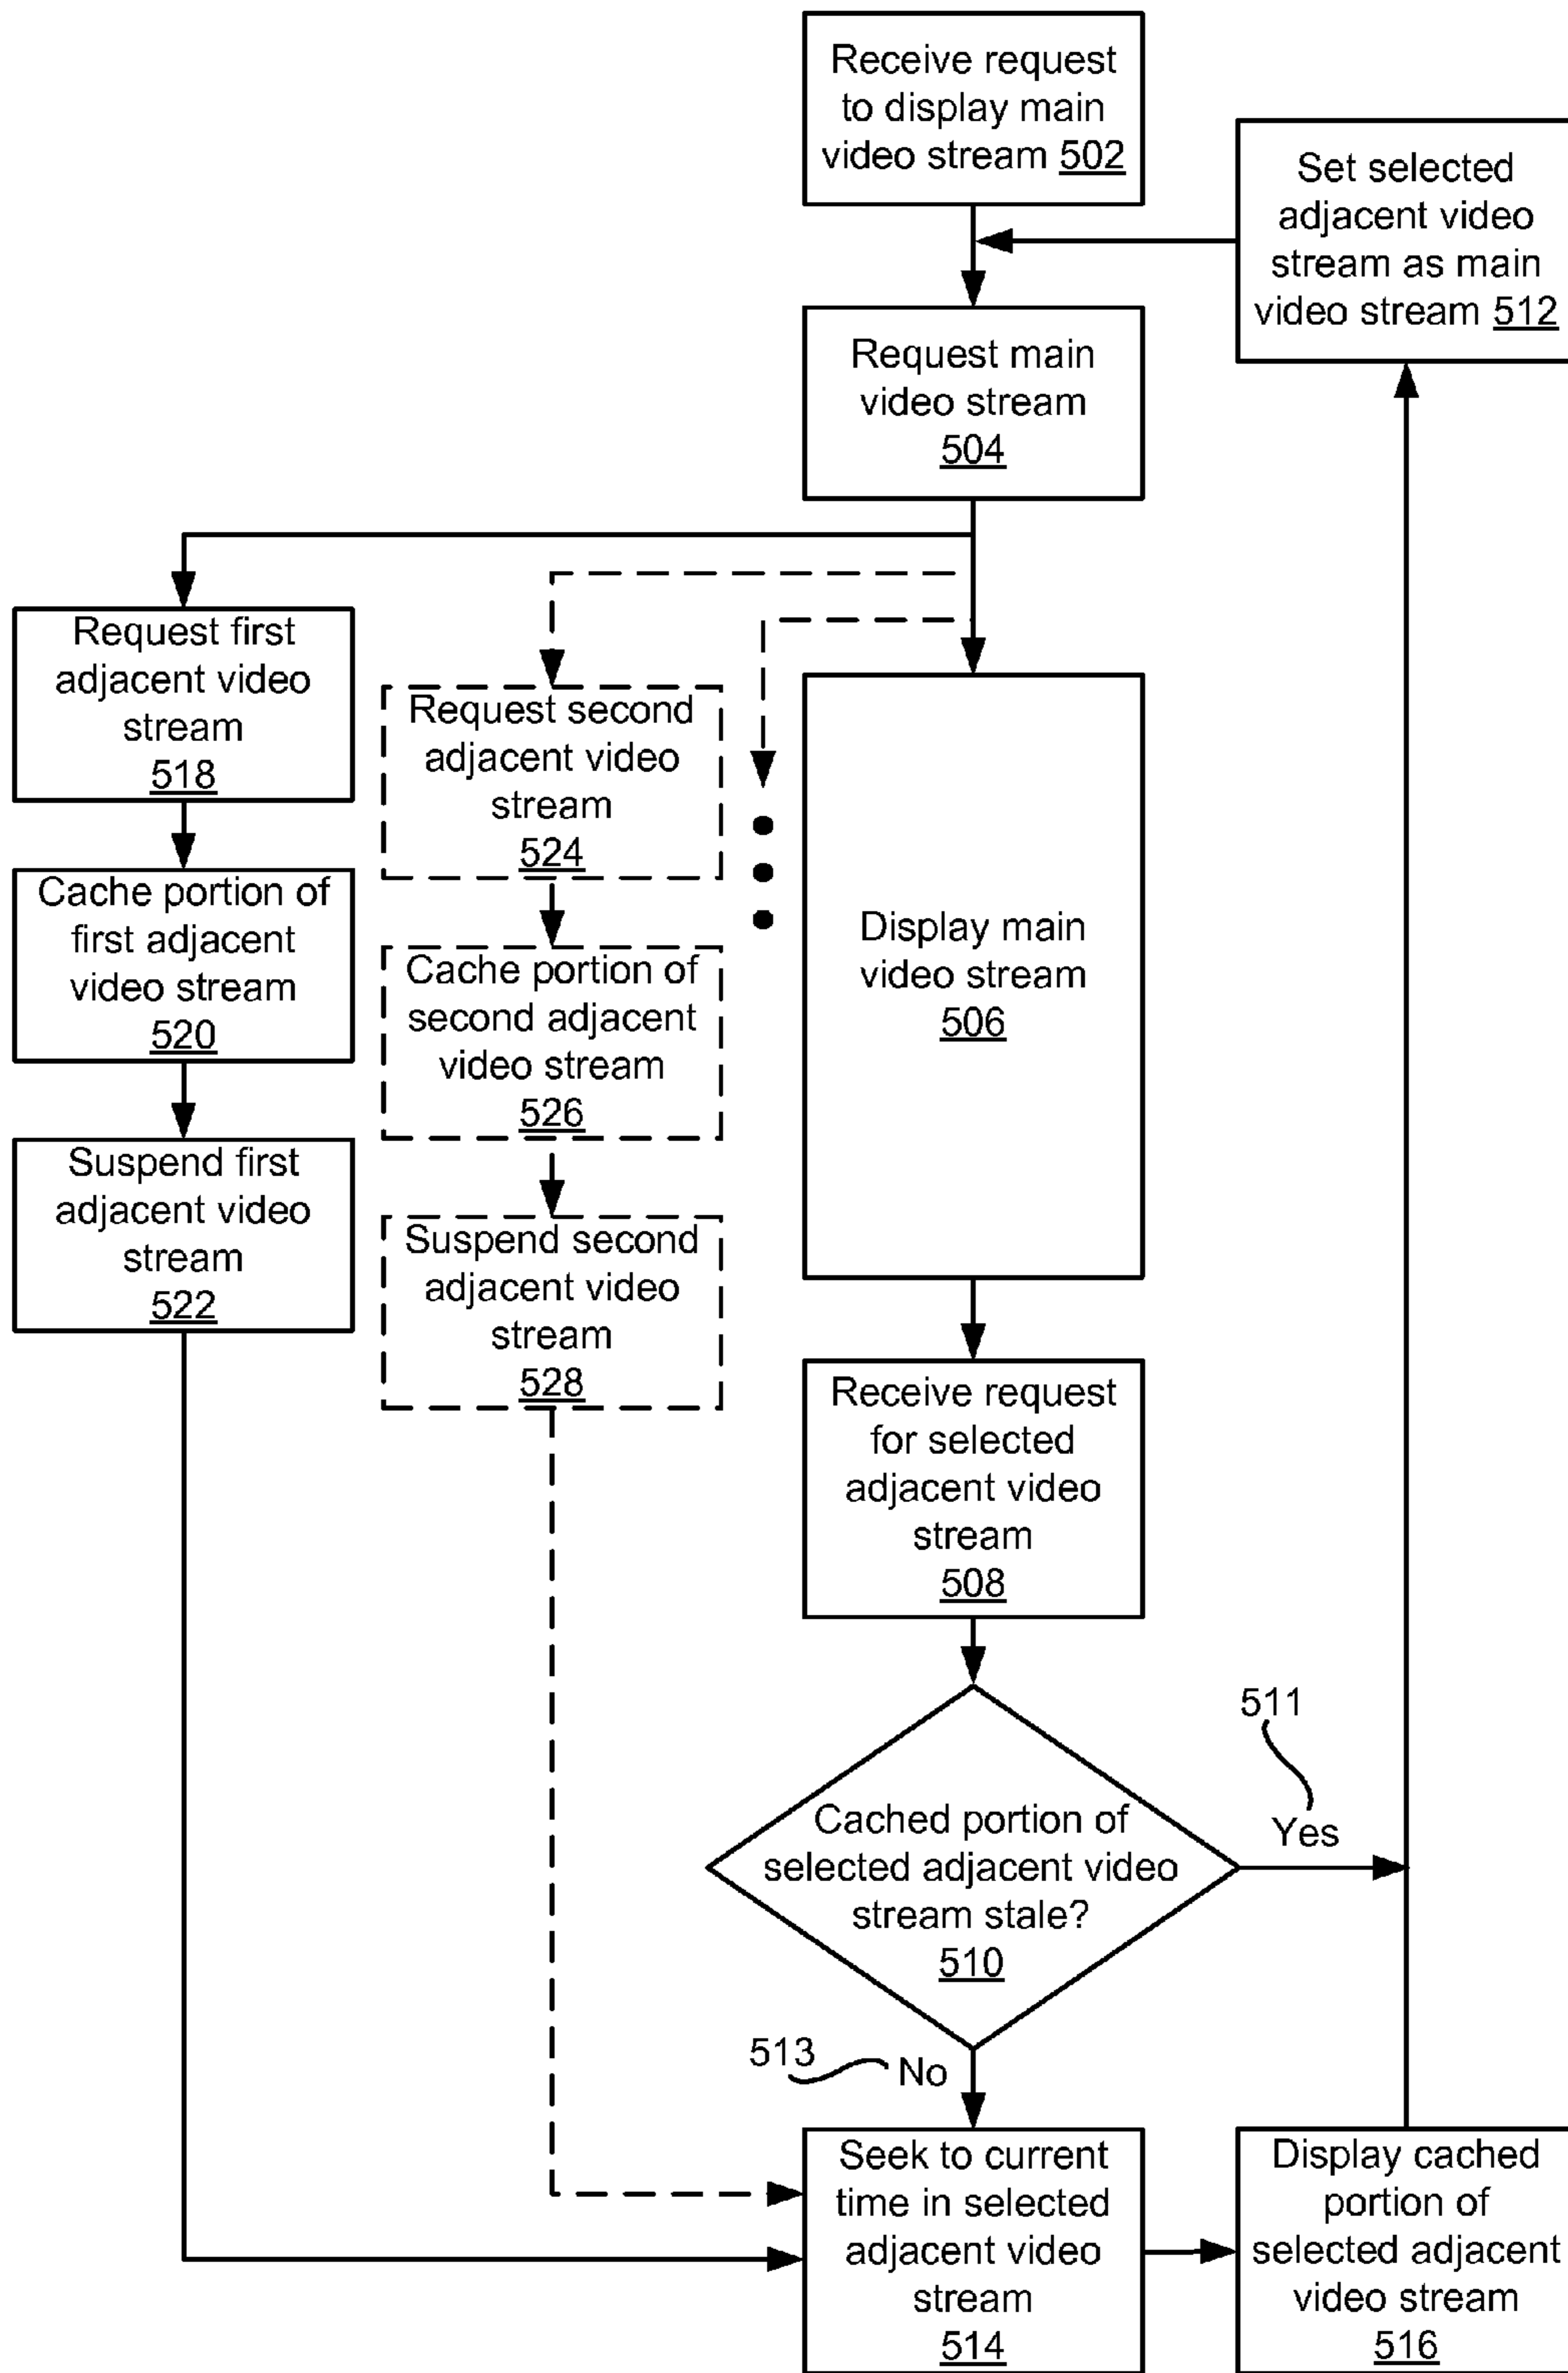 Receive request
to display main
video stream 502
Set selected
adjacent video
stream as main
video stream 512
Request main
video stream
504
Request first
adjacent video
stream
518
Request second
adjacent video
stream
524
Cache portion of
first adjacent
video stream
520
Cache portion of
second adjacent
video stream
526
Display main
video stream
506
Suspend first
adjacent video
stream
522
Suspend second
adjacent video
stream
528
Receive request
for selected
adjacent video
stream
508
Cached portion of
selected adjacent video
stream stale?
510
511
Yes
513
No
Seek to current
time in selected
adjacent video
stream
514
Display cached
portion of
selected adjacent
video stream
516